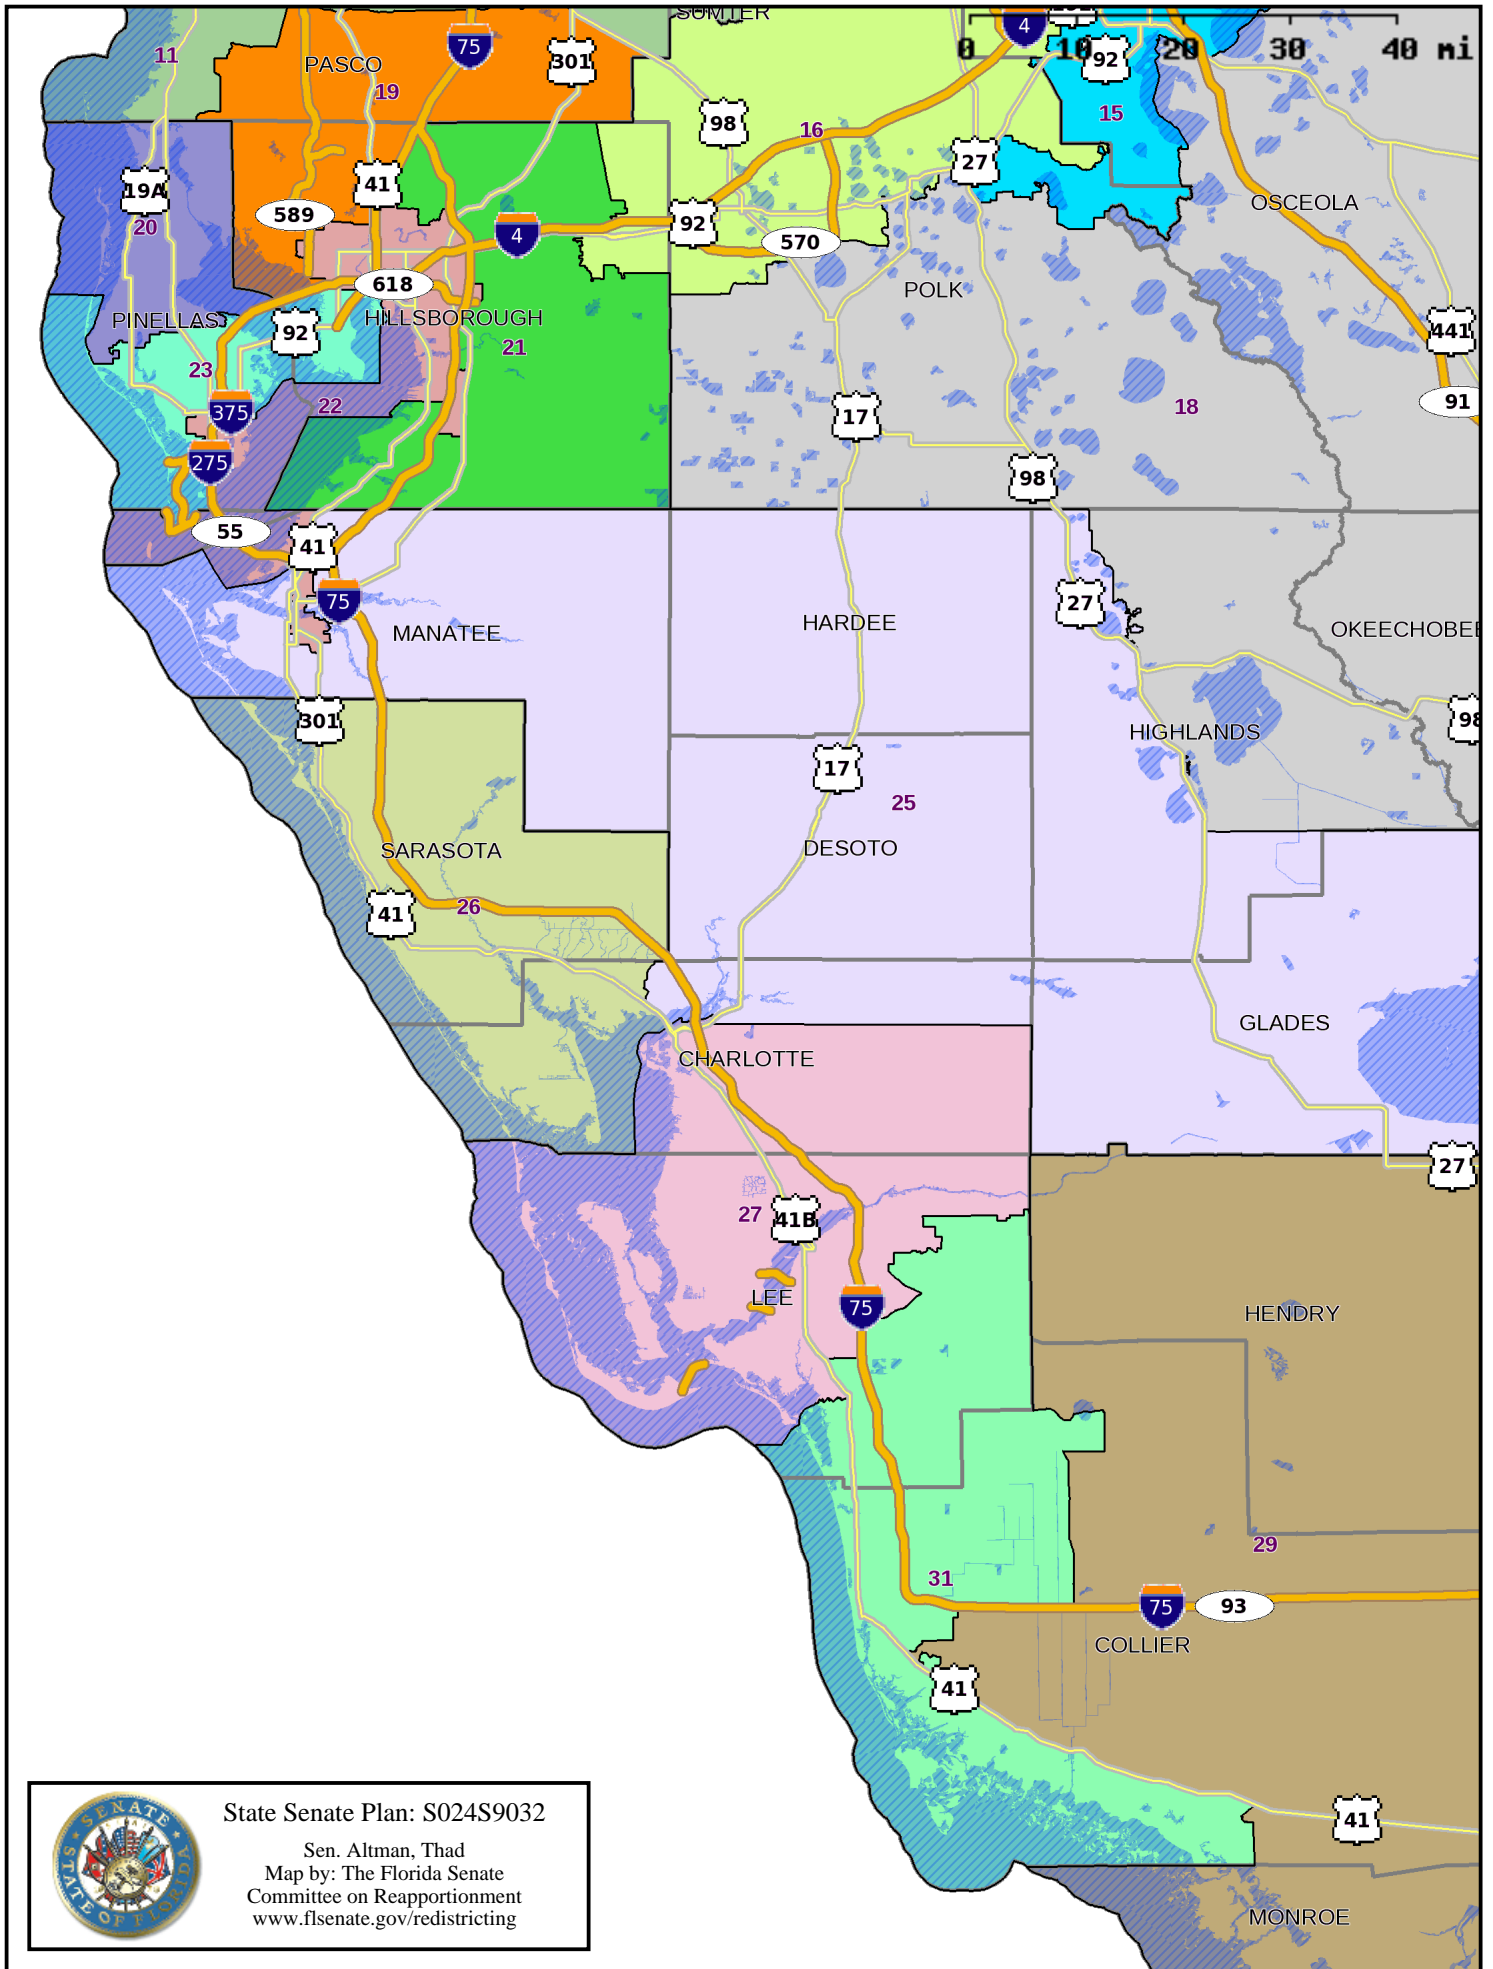 SUMTER
4
92
0 10 20 30 40 mi
11
PASCO
75
301
19
98
16
15
27
19A
41
589
20
4
92
570
OSCEOLA
618
POLK
PINELLAS
92
HILLSBOROUGH
21
441
23
375
22
17
18
91
275
98
55
41
75
MANATEE
HARDEE
27
OKEECHOBEE
301
98
HIGHLANDS
17
25
SARASOTA
DESOTO
41
26
GLADES
CHARLOTTE
27
27
41B
LEE
75
HENDRY
29
31
75
93
COLLIER
41
41
MONROE
SENATE
STATE OF FLORIDA
State Senate Plan: S024S9032
Sen. Altman, Thad
Map by: The Florida Senate
Committee on Reapportionment
www.flsenate.gov/redistricting